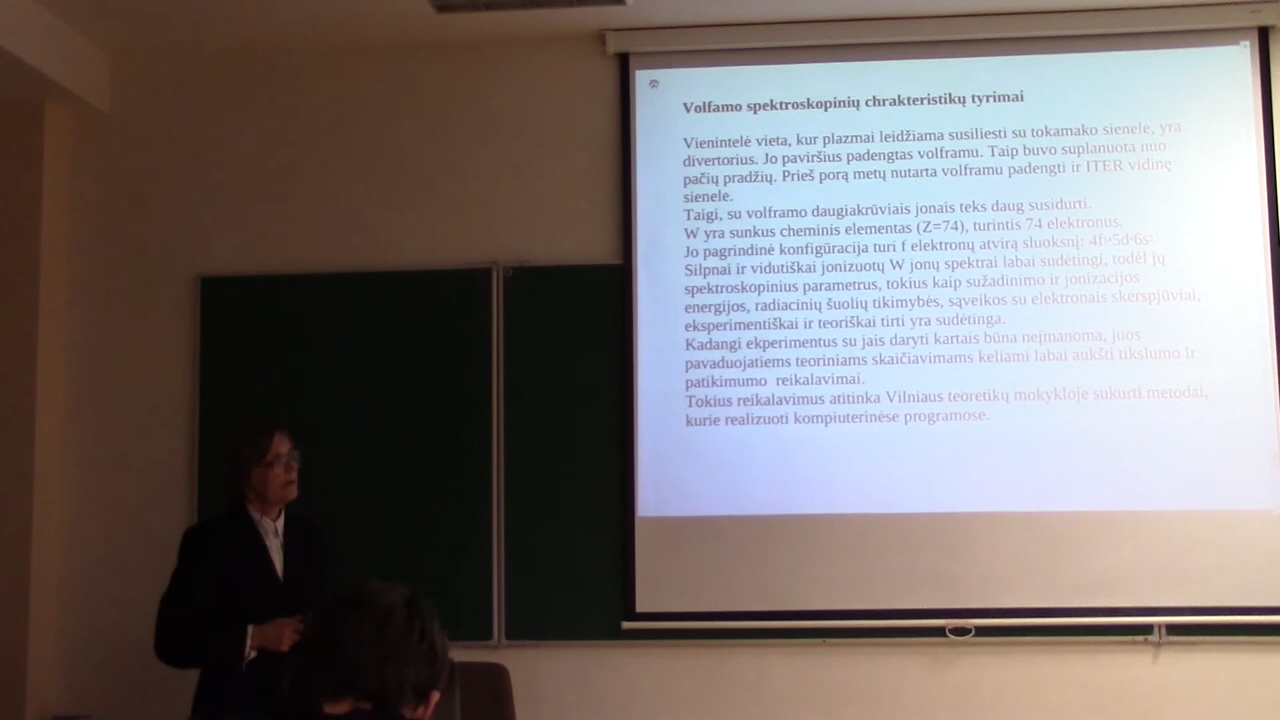 Volfamo spektroskopinių chrakteristikų tyrimai
Vienintelė vieta, kur plazmai leidžiama susiliesti su tokamako sienele, yra
divertorius. Jo paviršius padengtas volframu. Taip buvo suplanuota nuo
pačių pradžių. Prieš porą metų nutarta volframu padengti ir ITER vidinę
sienele.
Taigi, su volframo daugiakrūviais jonais teks daug susidurti.
W yra sunkus cheminis elementas (Z=74), turintis 74 elektronus.
Jo pagrindinė konfigūracija turi f elektronų atvirą sluoksnį:
Silpnai ir vidutiškai jonizuotų W jonų spektrai labai sudėtingi, todėl jų
spektroskopinius parametrus, tokius kaip sužadinimo ir jonizacijos
energijos, radiacinių šuolių tikimybės, sąveikos su elektronais skerspjūviai,
eksperimentiškai ir teoriškai tirti yra sudėtinga.
Kadangi ekperimentus su jais daryti kartais būna neįmanoma, juos
pavaduojatiems teoriniams skaičiavimams keliami labai aukšti tikslumo ir
patikimumo reikalavimai.
Tokius reikalavimus atitinka Vilniaus teoretikų mokykloje sukurti metodai,
kurie realizuoti kompiuterinėse programose.